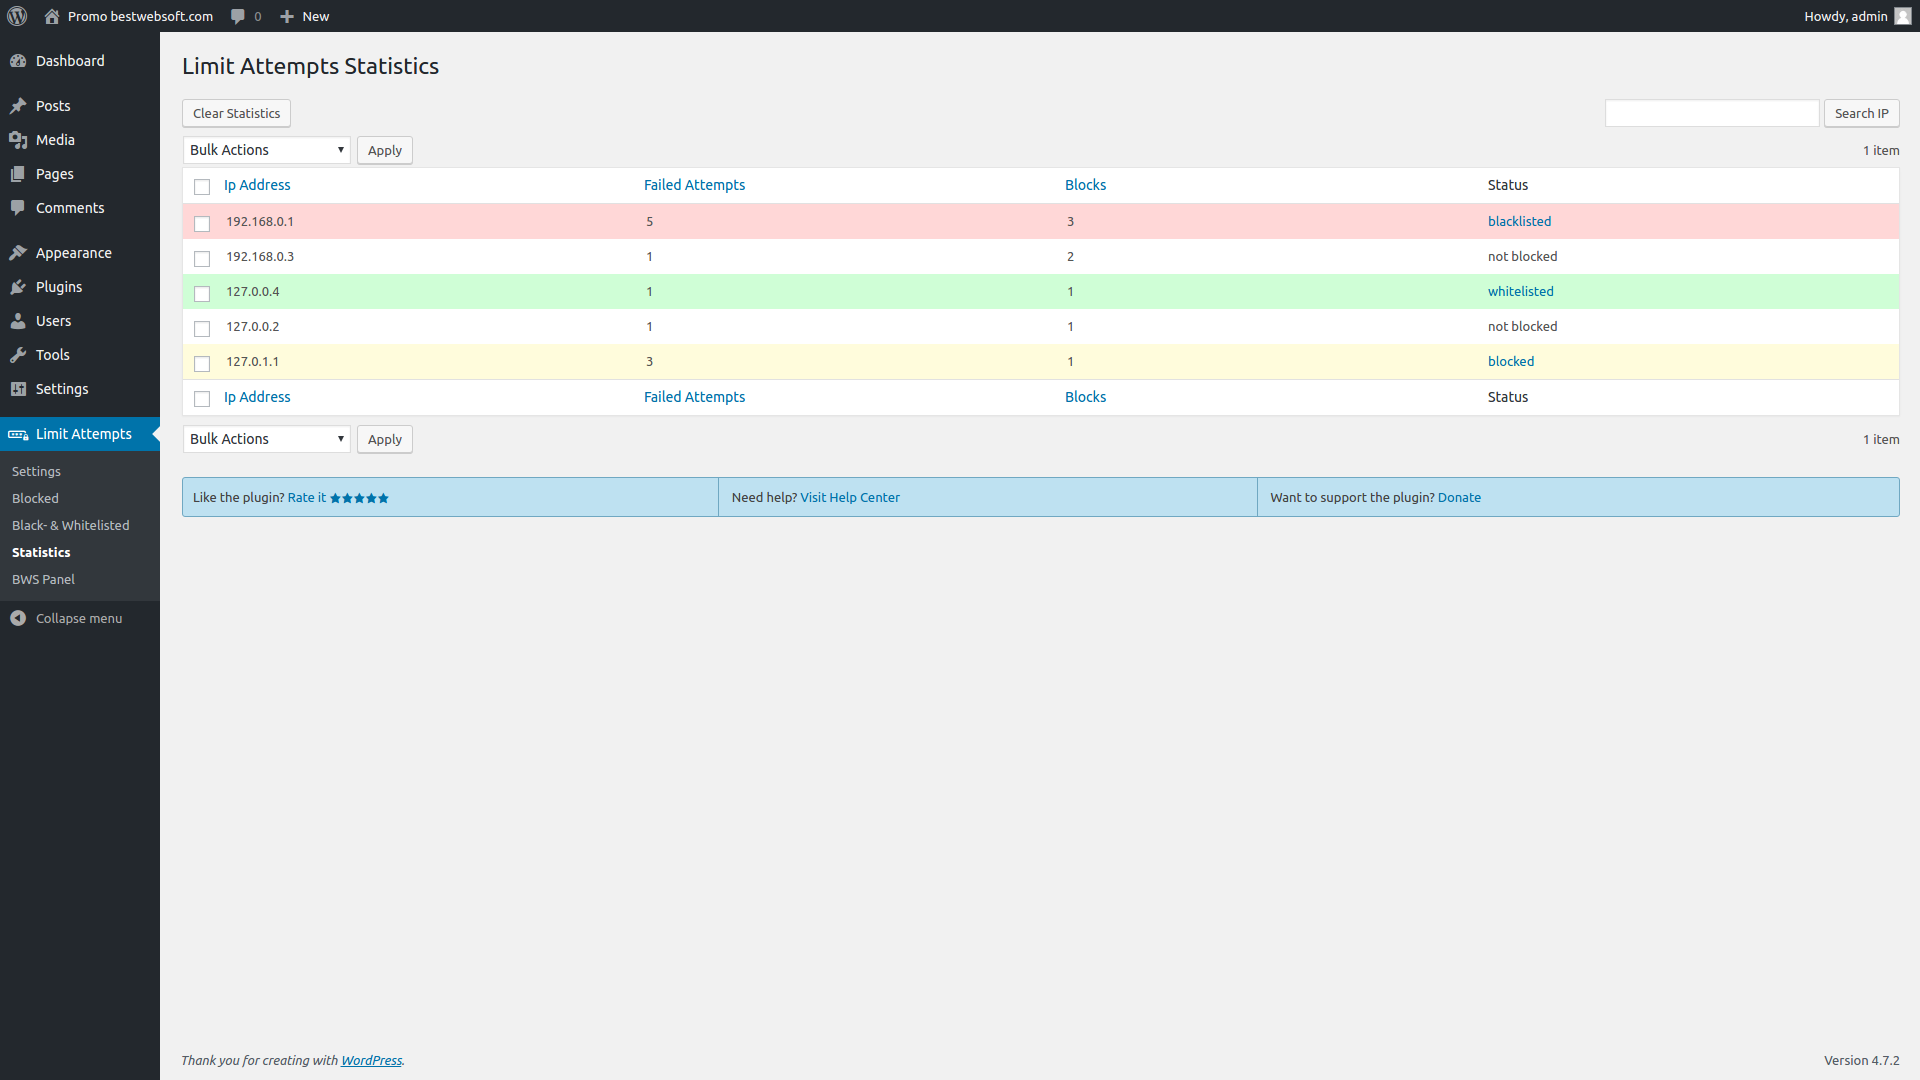 Promo bestwebsoft.com 0 New Howdy, admin
Dashboard
Posts
Media
Pages
Comments
Appearance
Plugins
Users
Tools
Settings
Limit Attempts
Settings
Blocked
Black- & Whitelisted
Statistics
BWS Panel
Collapse menu
Limit Attempts Statistics
Clear Statistics Search IP
Bulk Actions Apply 1 item
Ip Address Failed Attempts Blocks Status
192.168.0.1 5 3 blacklisted
192.168.0.3 1 2 not blocked
127.0.0.4 1 1 whitelisted
127.0.0.2 1 1 not blocked
127.0.1.1 3 1 blocked
Ip Address Failed Attempts Blocks Status
Bulk Actions Apply 1 item
Like the plugin? Rate it ★★★★★ Need help? Visit Help Center Want to support the plugin? Donate
Thank you for creating with WordPress. Version 4.7.2